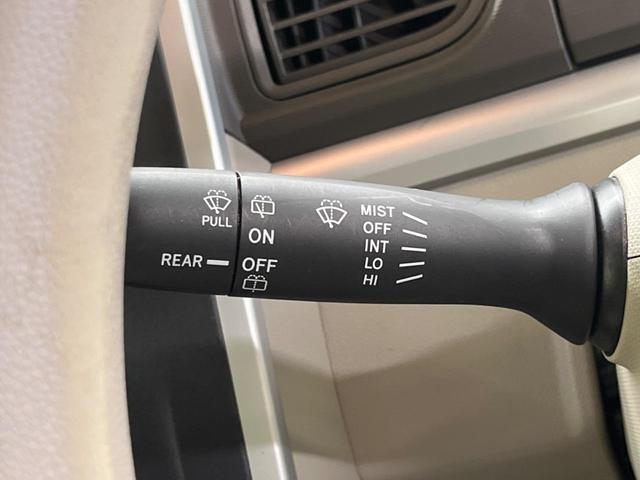 PULL
REAR
ON
OFF
MIST
OFF
INT
LO
HI